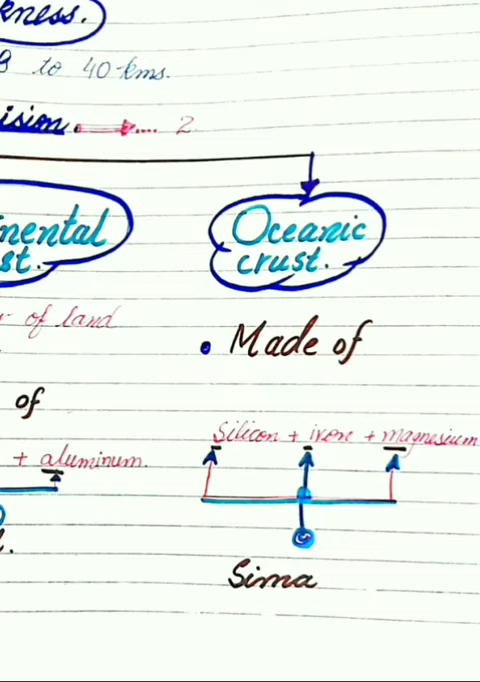 kness.
8 to 40 kms.
ision 2
nental
st.
Oceanic
crust.
of land
• Made of
of
Silicon + irone + magnesium
+ aluminum.
Sima